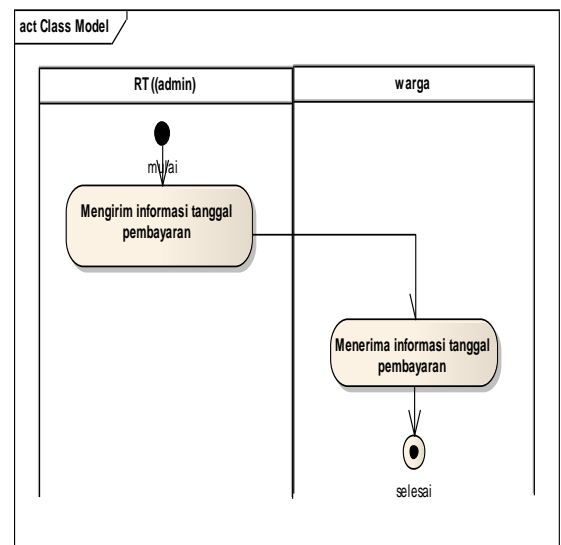 act Class Model
RT ((admin)
warga
mulai
Mengirim informasi tanggal
pembayaran
Menerima informasi tanggal
pembayaran
selesai